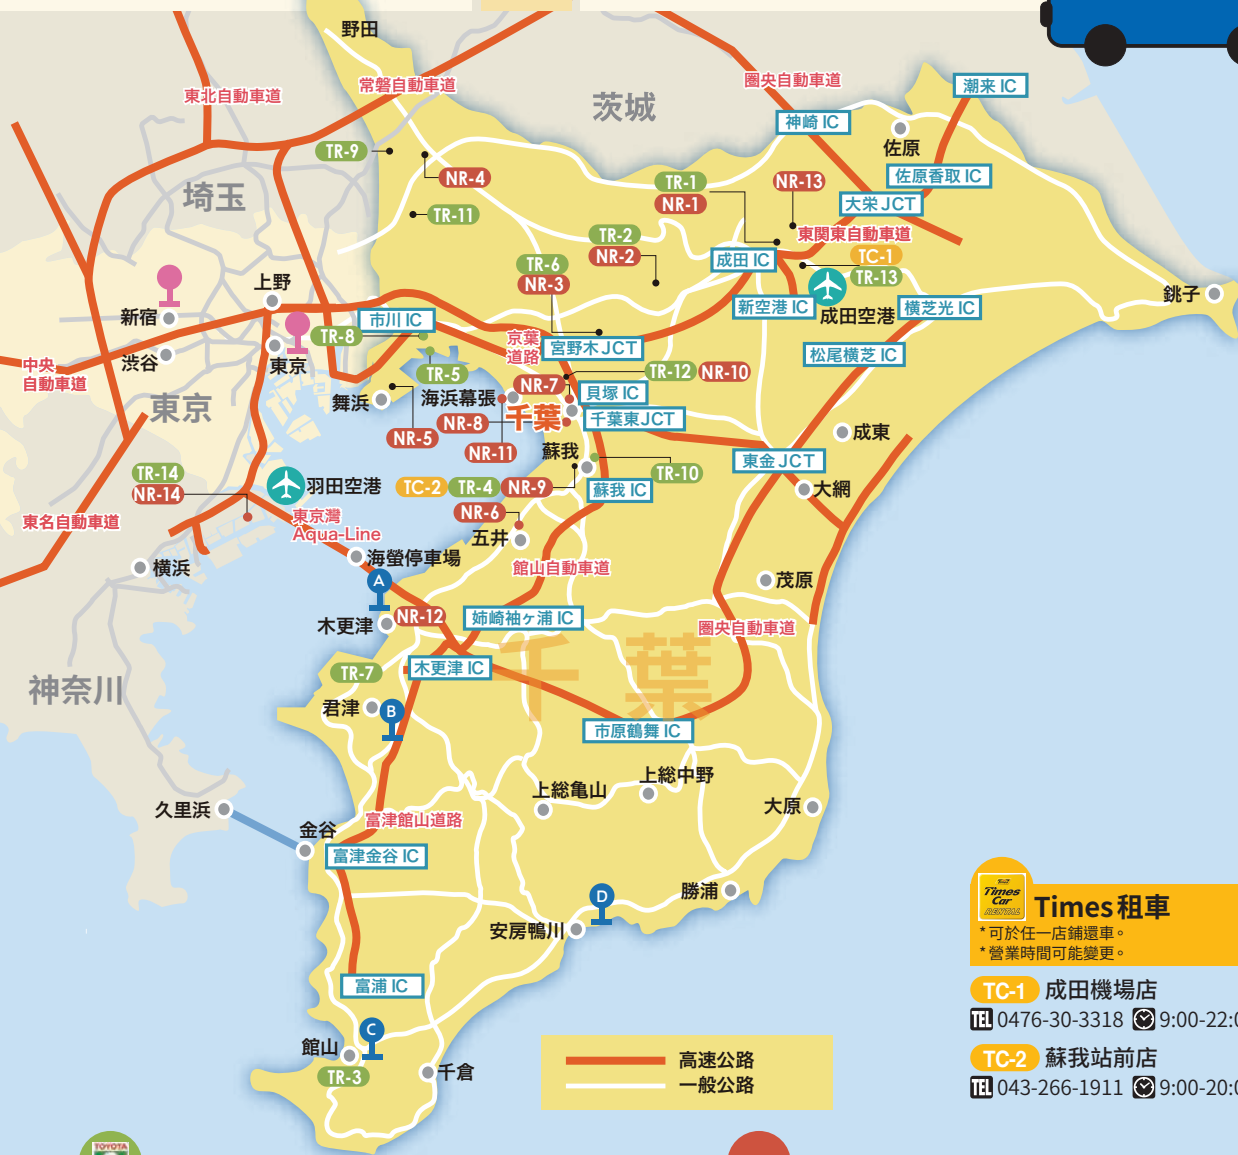 野田
東北自動車道
常磐自動車道
茨城
圏央自動車道
潮来 IC
神崎 IC
佐原
佐原香取 IC
TR-9
NR-4
埼玉
TR-11
TR-1
NR-1
NR-13
大栄 JCT
東関東自動車道
TR-2
NR-2
成田 IC
TC-1
TR-13
TR-6
NR-3
新空港 IC
成田空港
横芝光 IC
銚子
上野
新宿
市川 IC
TR-8
京葉
道路
宮野木 JCT
松尾横芝 IC
中央
自動車道
渋谷
東京
TR-5
TR-12
NR-10
NR-7
貝塚 IC
舞浜
海浜幕張
千葉
千葉東JCT
東京
NR-5
NR-8
NR-11
成東
蘇我
東金 JCT
TR-10
TR-14
NR-14
羽田空港
TC-2
TR-4
NR-9
蘇我 IC
大網
NR-6
東名自動車道
東京灣
Aqua-Line
五井
海螢停車場
館山自動車道
横浜
A
茂原
木更津
NR-12
姉崎袖ヶ浦 IC
圏央自動車道
千葉
木更津 IC
TR-7
神奈川
君津
B
市原鶴舞 IC
上総亀山
上総中野
久里浜
大原
富津館山道路
金谷
富津金谷 IC
勝浦
D
安房鴨川
富浦 IC
C
館山
TR-3
千倉
高速公路
一般公路
Times
Car
RENTAL
Times 租車
* 可於任一店鋪還車。
* 營業時間可能變更。
TC-1 成田機場店
TEL 0476-30-3318 9:00-22:0
TC-2 蘇我站前店
TEL 043-266-1911 9:00-20:0
TOYOTA